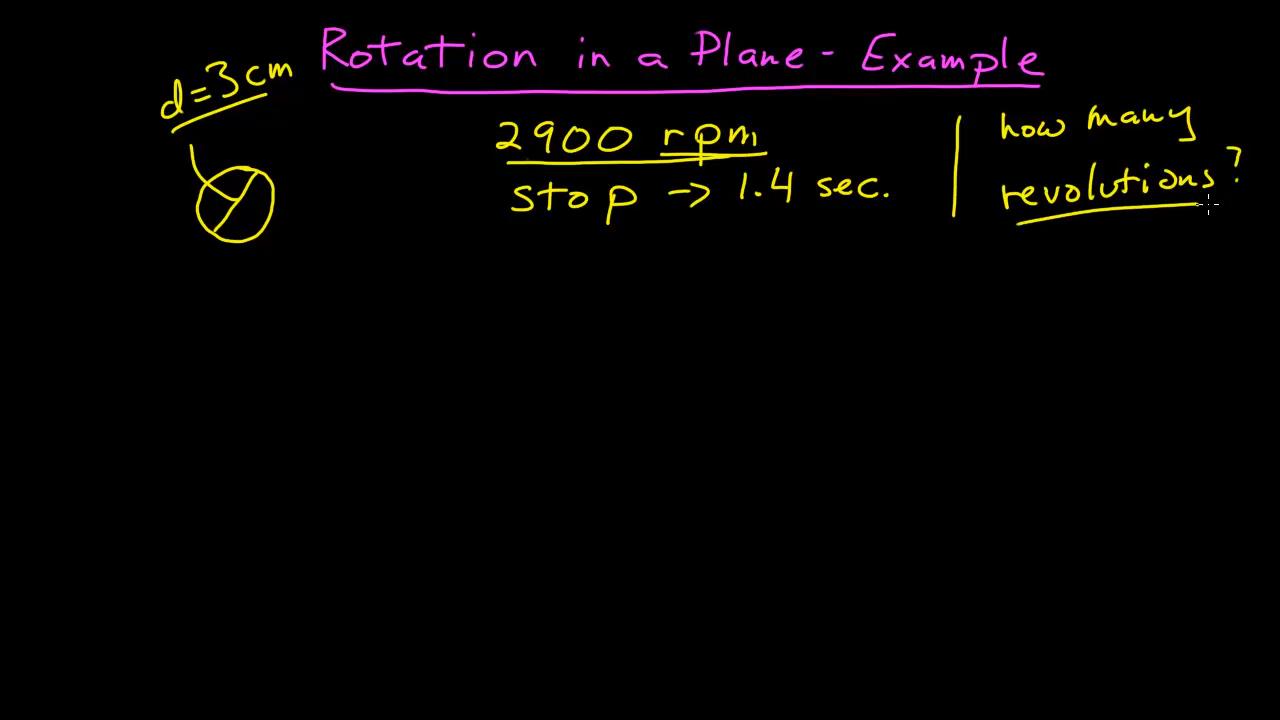 Rotation in a Plane - Example
d=3cm
2900 rpm
stop → 1.4 sec.
how many
revolutions?